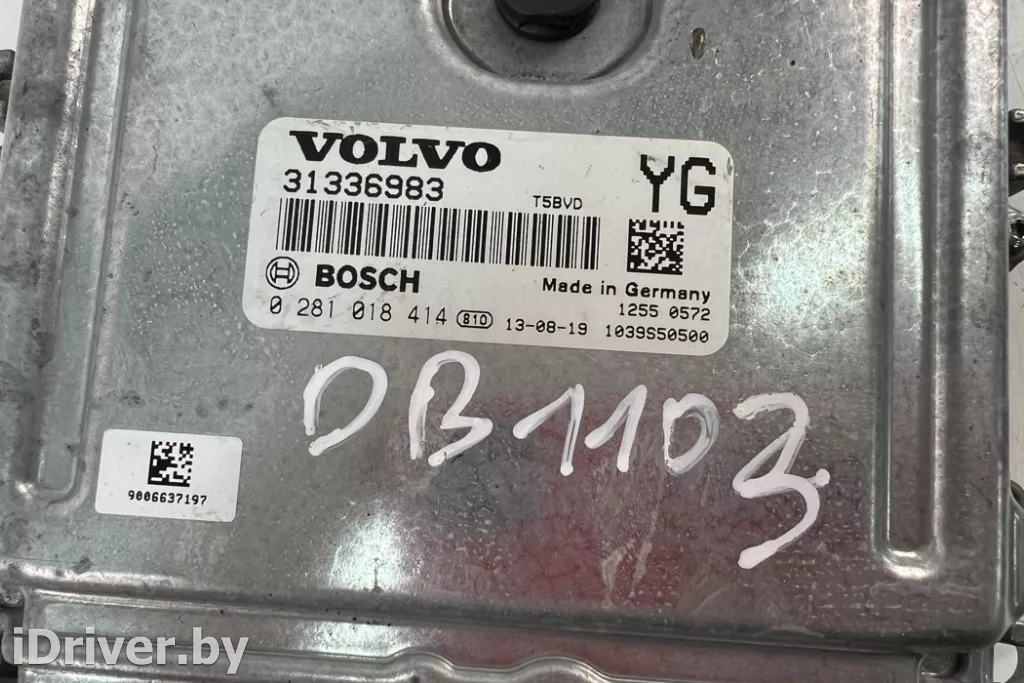 VOLVO
31336983
T5BVD
YG
BOSCH
Made in Germany
1255 0572
0 281 018 414 810 13-08-19 1039S50500
DB1103
9006637197
iDriver.by